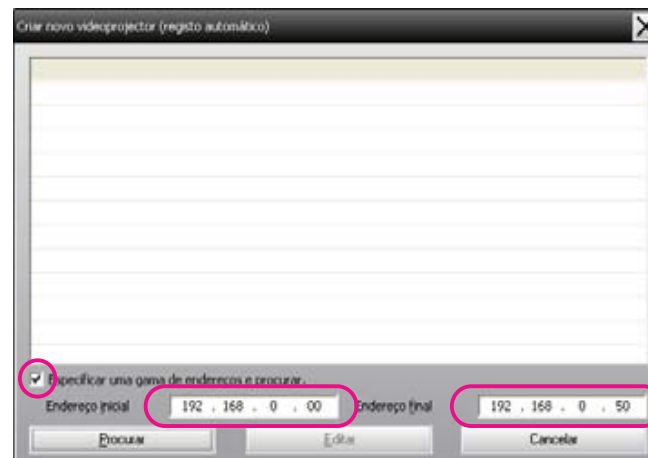 Criar novo videoprojector (registo automático)
Especificar uma gama de endereços e procurar.
Endereço inicial 192 . 168 . 0 . 00 Endereço final 192 . 168 . 0 . 50
Procurar Editar Cancelar